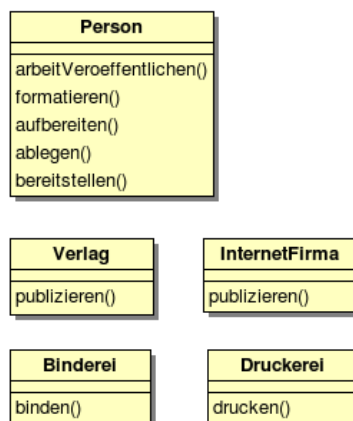 Person
arbeitVeroeffentlichen()
formatieren()
aufbereiten()
ablegen()
bereitstellen()
Verlag
publizieren()
InternetFirma
publizieren()
Binderei
binden()
Druckerei
drucken()